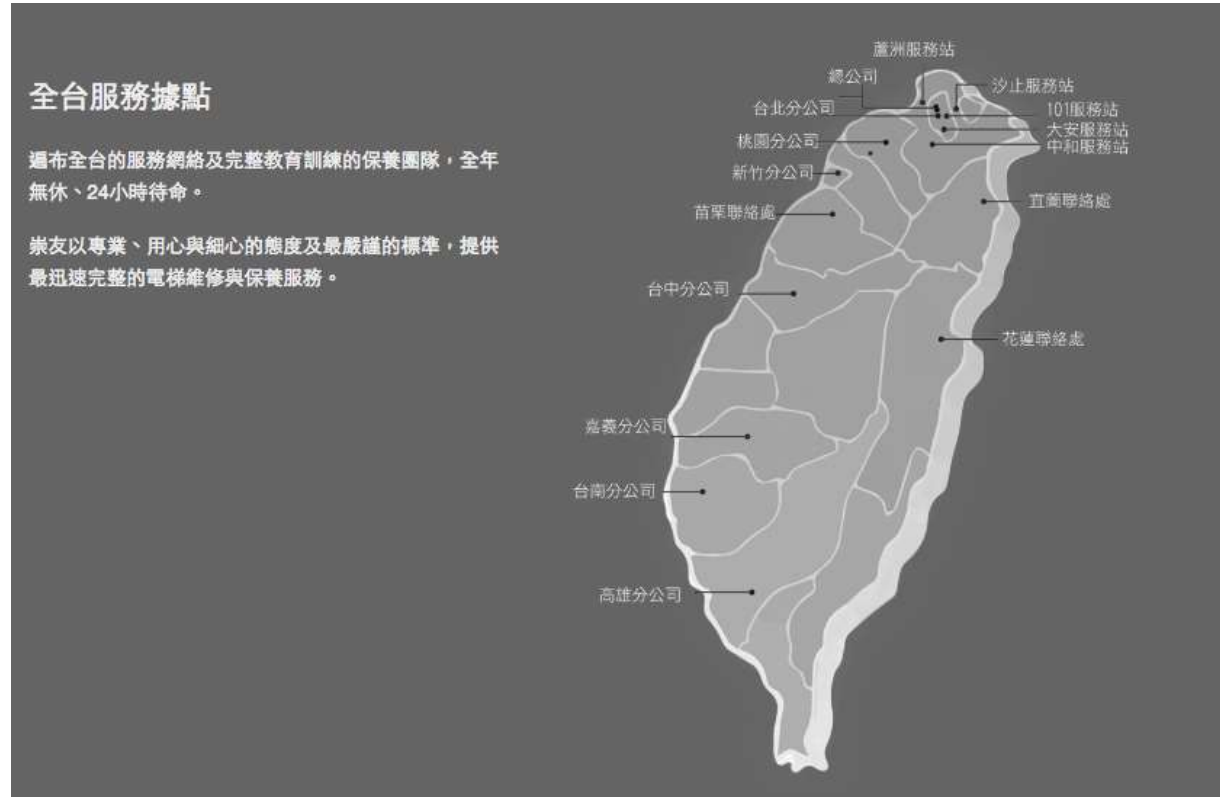 全台服務據點
遍布全台的服務網絡及完整教育訓練的保養團隊，全年
無休、24小時待命。
崇友以專業、用心與細心的態度及最嚴謹的標準，提供
最迅速完整的電梯維修與保養服務。
蘆洲服務站
總公司
汐止服務站
台北分公司
101服務站
大安服務站
桃園分公司
中和服務站
新竹分公司
苗栗聯絡處
宜蘭聯絡處
台中分公司
花蓮聯絡處
嘉義分公司
台南分公司
高雄分公司